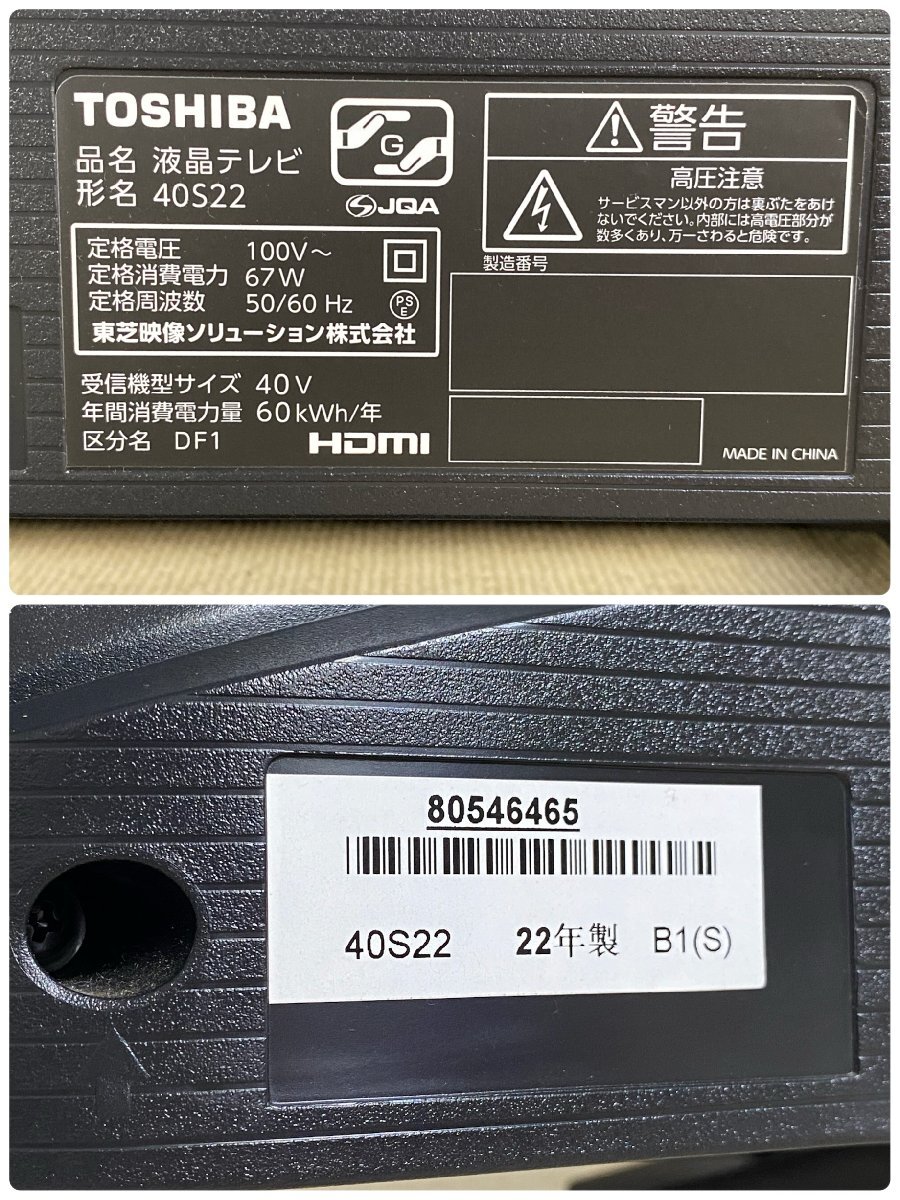 TOSHIBA
品名 液晶テレビ
形名 40S22
G
JQA
警告
高圧注意
サービスマン以外の方は裏ぶたをあけ
ないでください。内部には高電圧部分が
数多くあり、万一さわると危険です。
定格電圧 100V～
定格消費電力 67W
定格周波数 50/60 Hz
PS
E
東芝映像ソリューション株式会社
製造番号
受信機型サイズ 40V
年間消費電力量 60kWh/年
区分名 DF1
HDMI
MADE IN CHINA
80546465
40S22 22年製 B1(S)